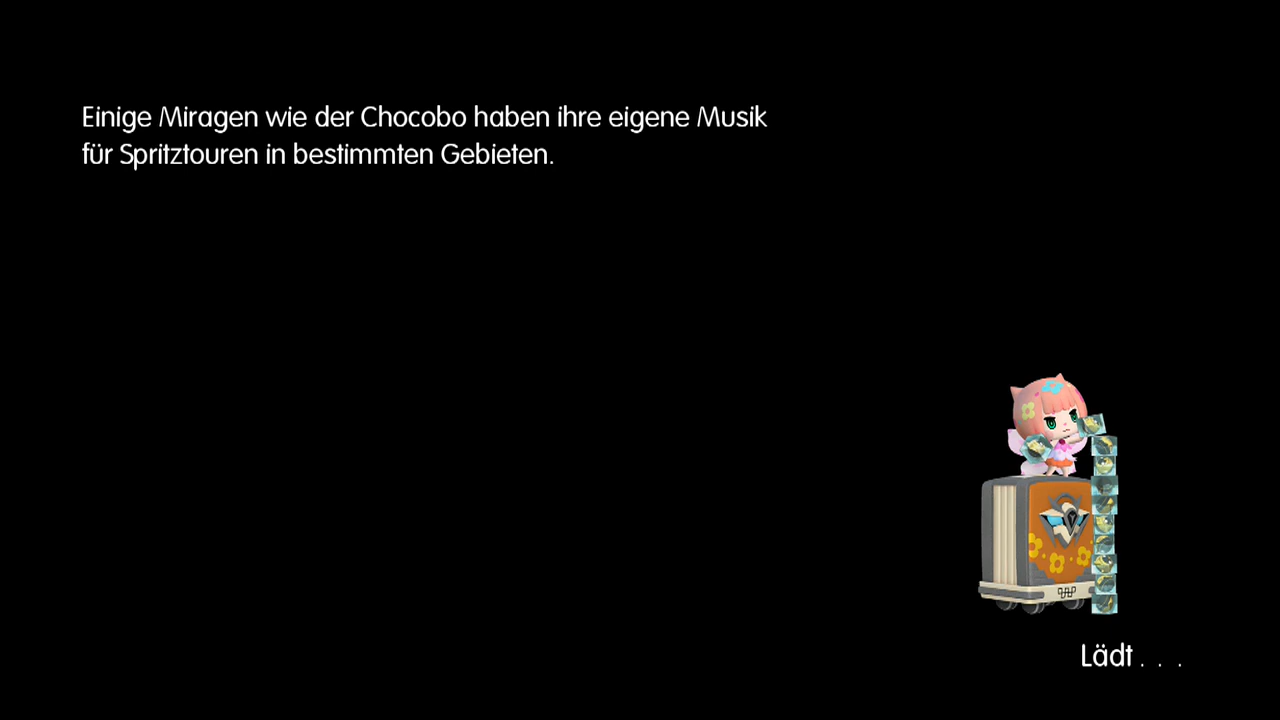 Einige Miragen wie der Chocobo haben ihre eigene Musik
für Spritztouren in bestimmten Gebieten.
Lädt . . .